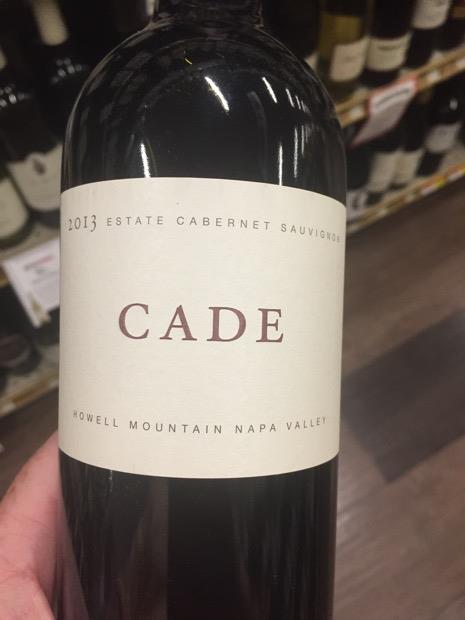 2013 ESTATE CABERNET SAUVIGNON
CADE
HOWELL MOUNTAIN NAPA VALLEY